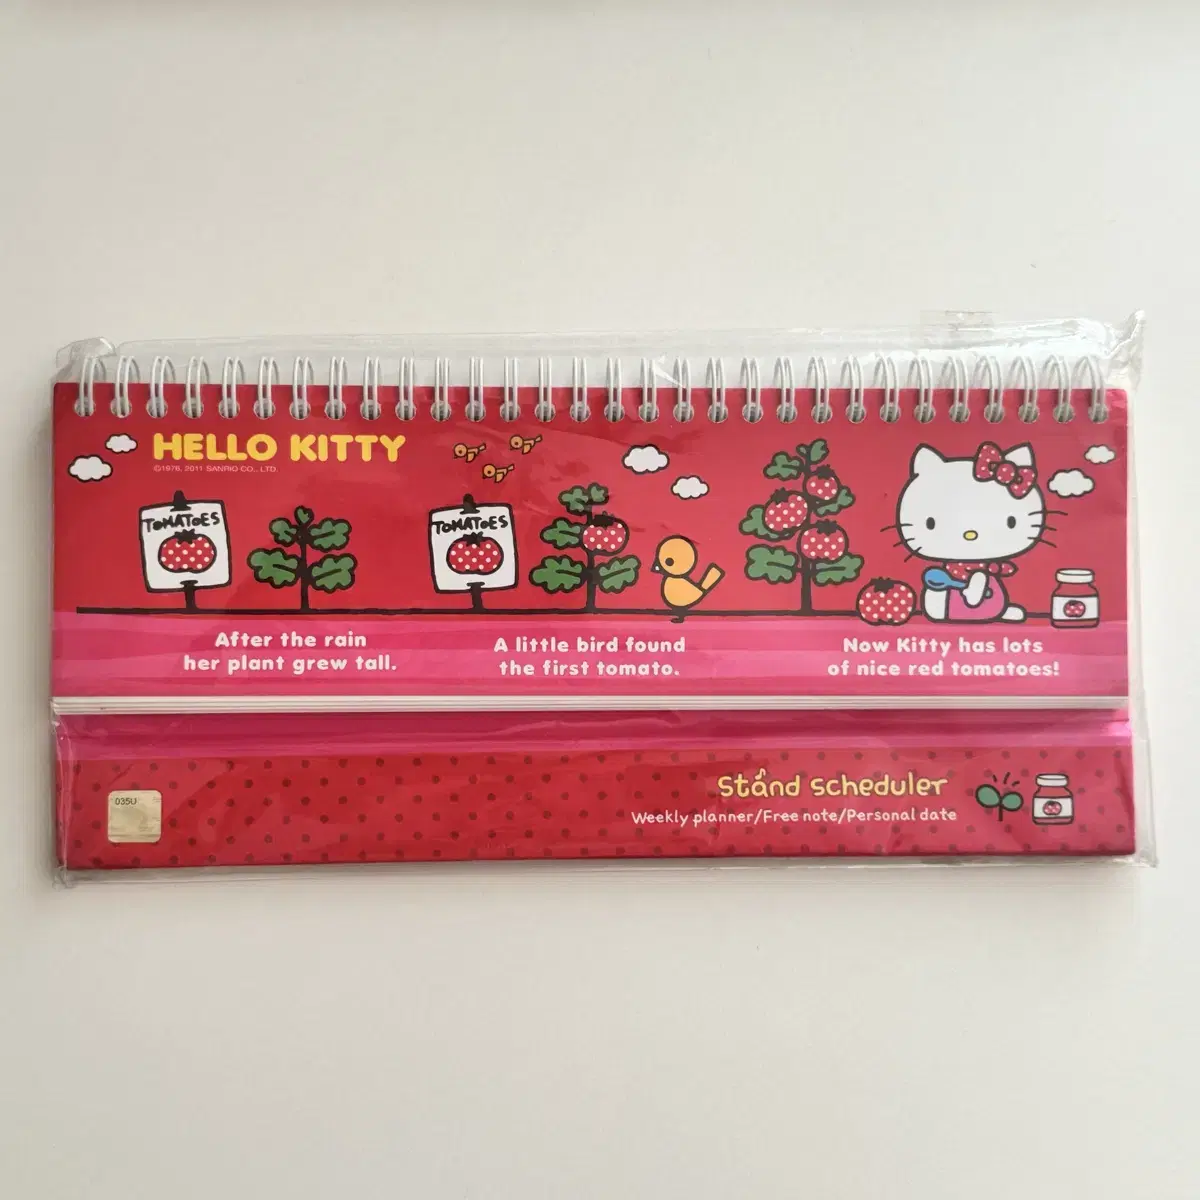 HELLO KITTY
©1976, 2011 SANRIO CO., LTD.
TOMATOES
TOMATOES
After the rain
her plant grew tall.
A little bird found
the first tomato.
Now Kitty has lots
of nice red tomatoes!
Stand scheduler
Weekly planner/Free note/Personal date
035U